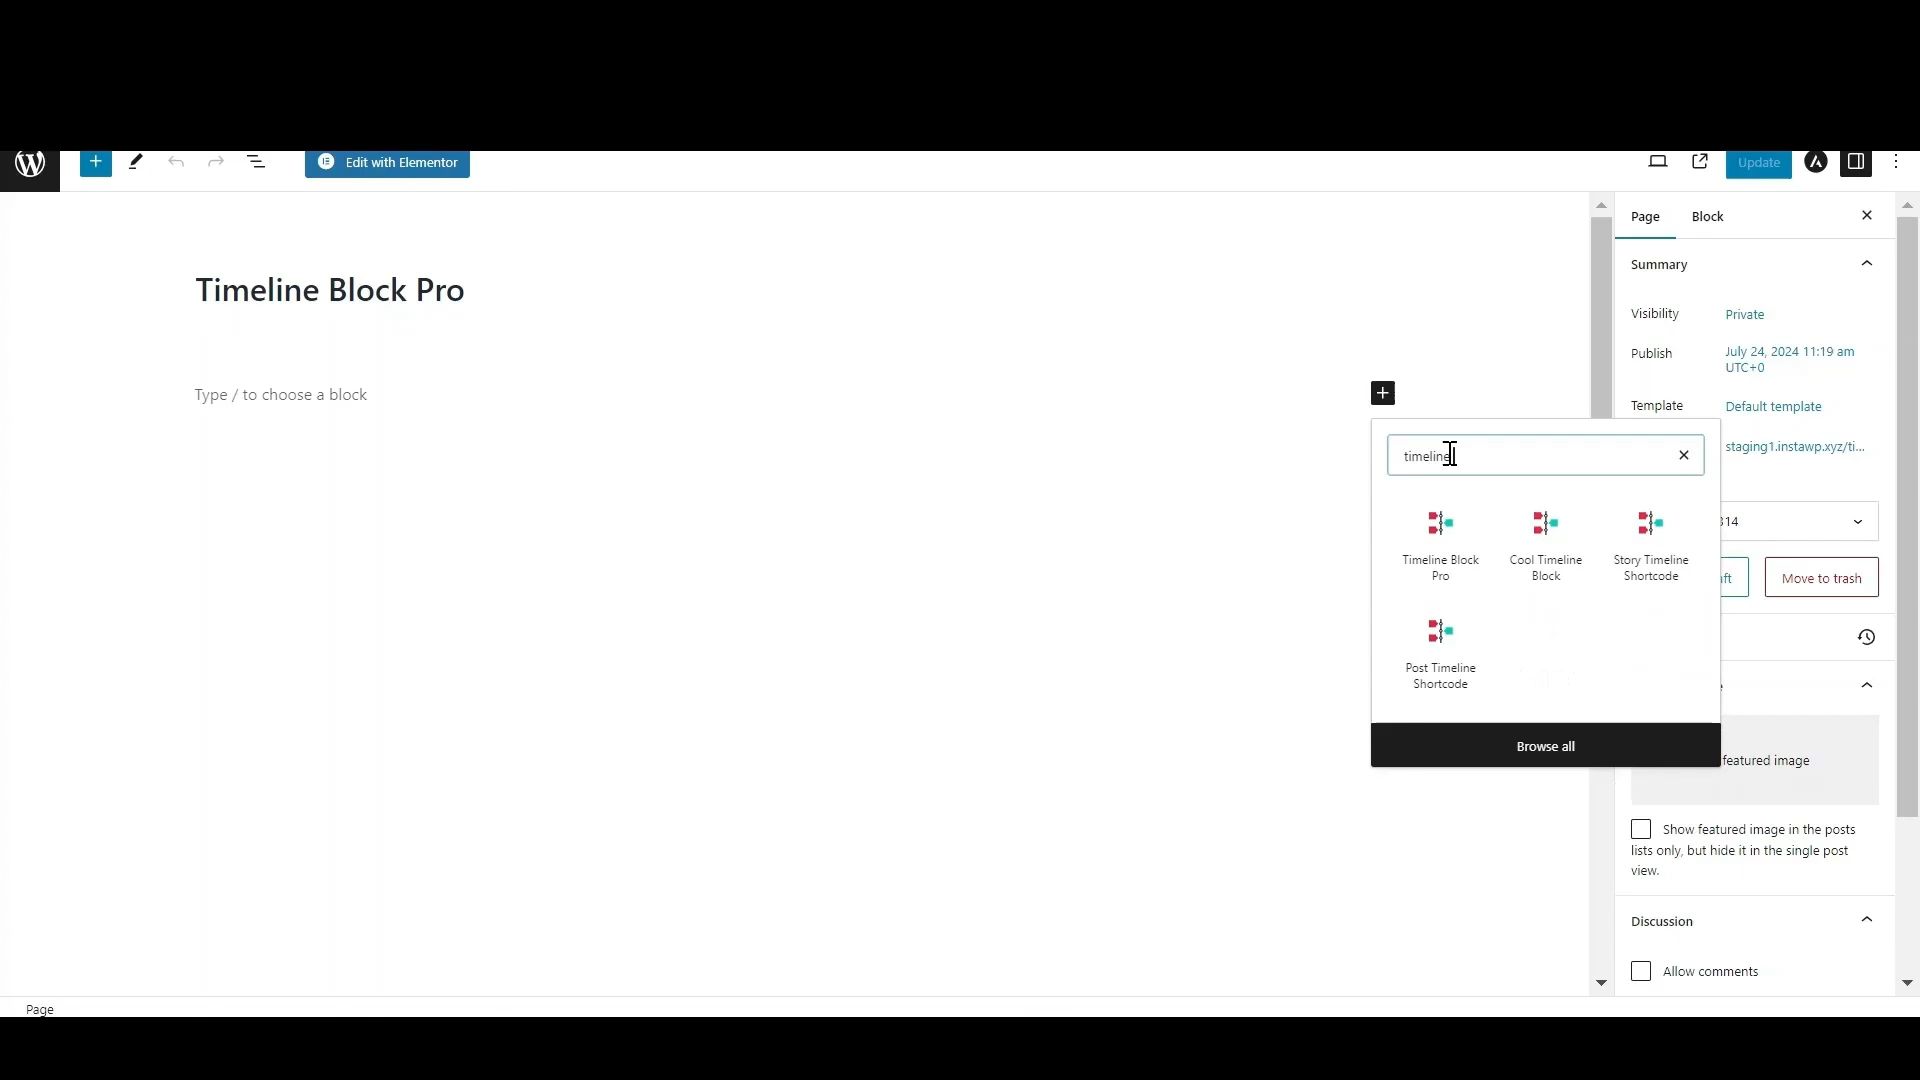 Edit with Elementor
Update
Page
Block
Summary
Timeline Block Pro
Visibility
Private
Publish
July 24, 2024 11:19 am
UTC+0
Type / to choose a block
Template
Default template
timeline
staging1.instawp.xyz/ti...
314
Timeline Block
Pro
Cool Timeline
Block
Story Timeline
Shortcode
ft
Move to trash
Post Timeline
Shortcode
Browse all
featured image
Show featured image in the posts
lists only, but hide it in the single post
view.
Discussion
Allow comments
Page